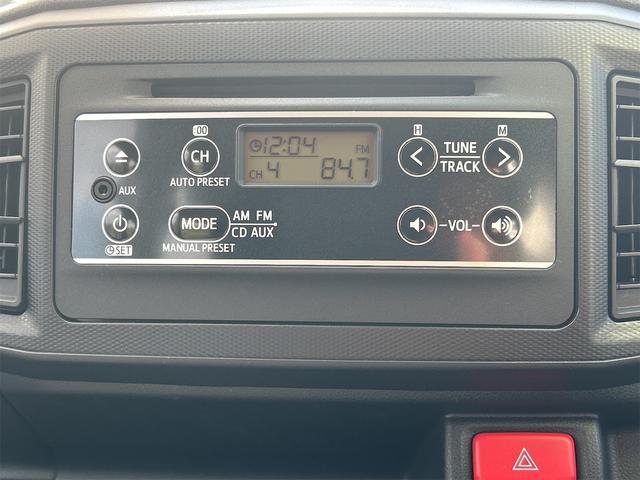 :00
CH
AUTO PRESET
12:04 FM
CH 4 84.7
H M
TUNE
TRACK
AUX
SET
MODE
AM FM
CD AUX
MANUAL PRESET
VOL